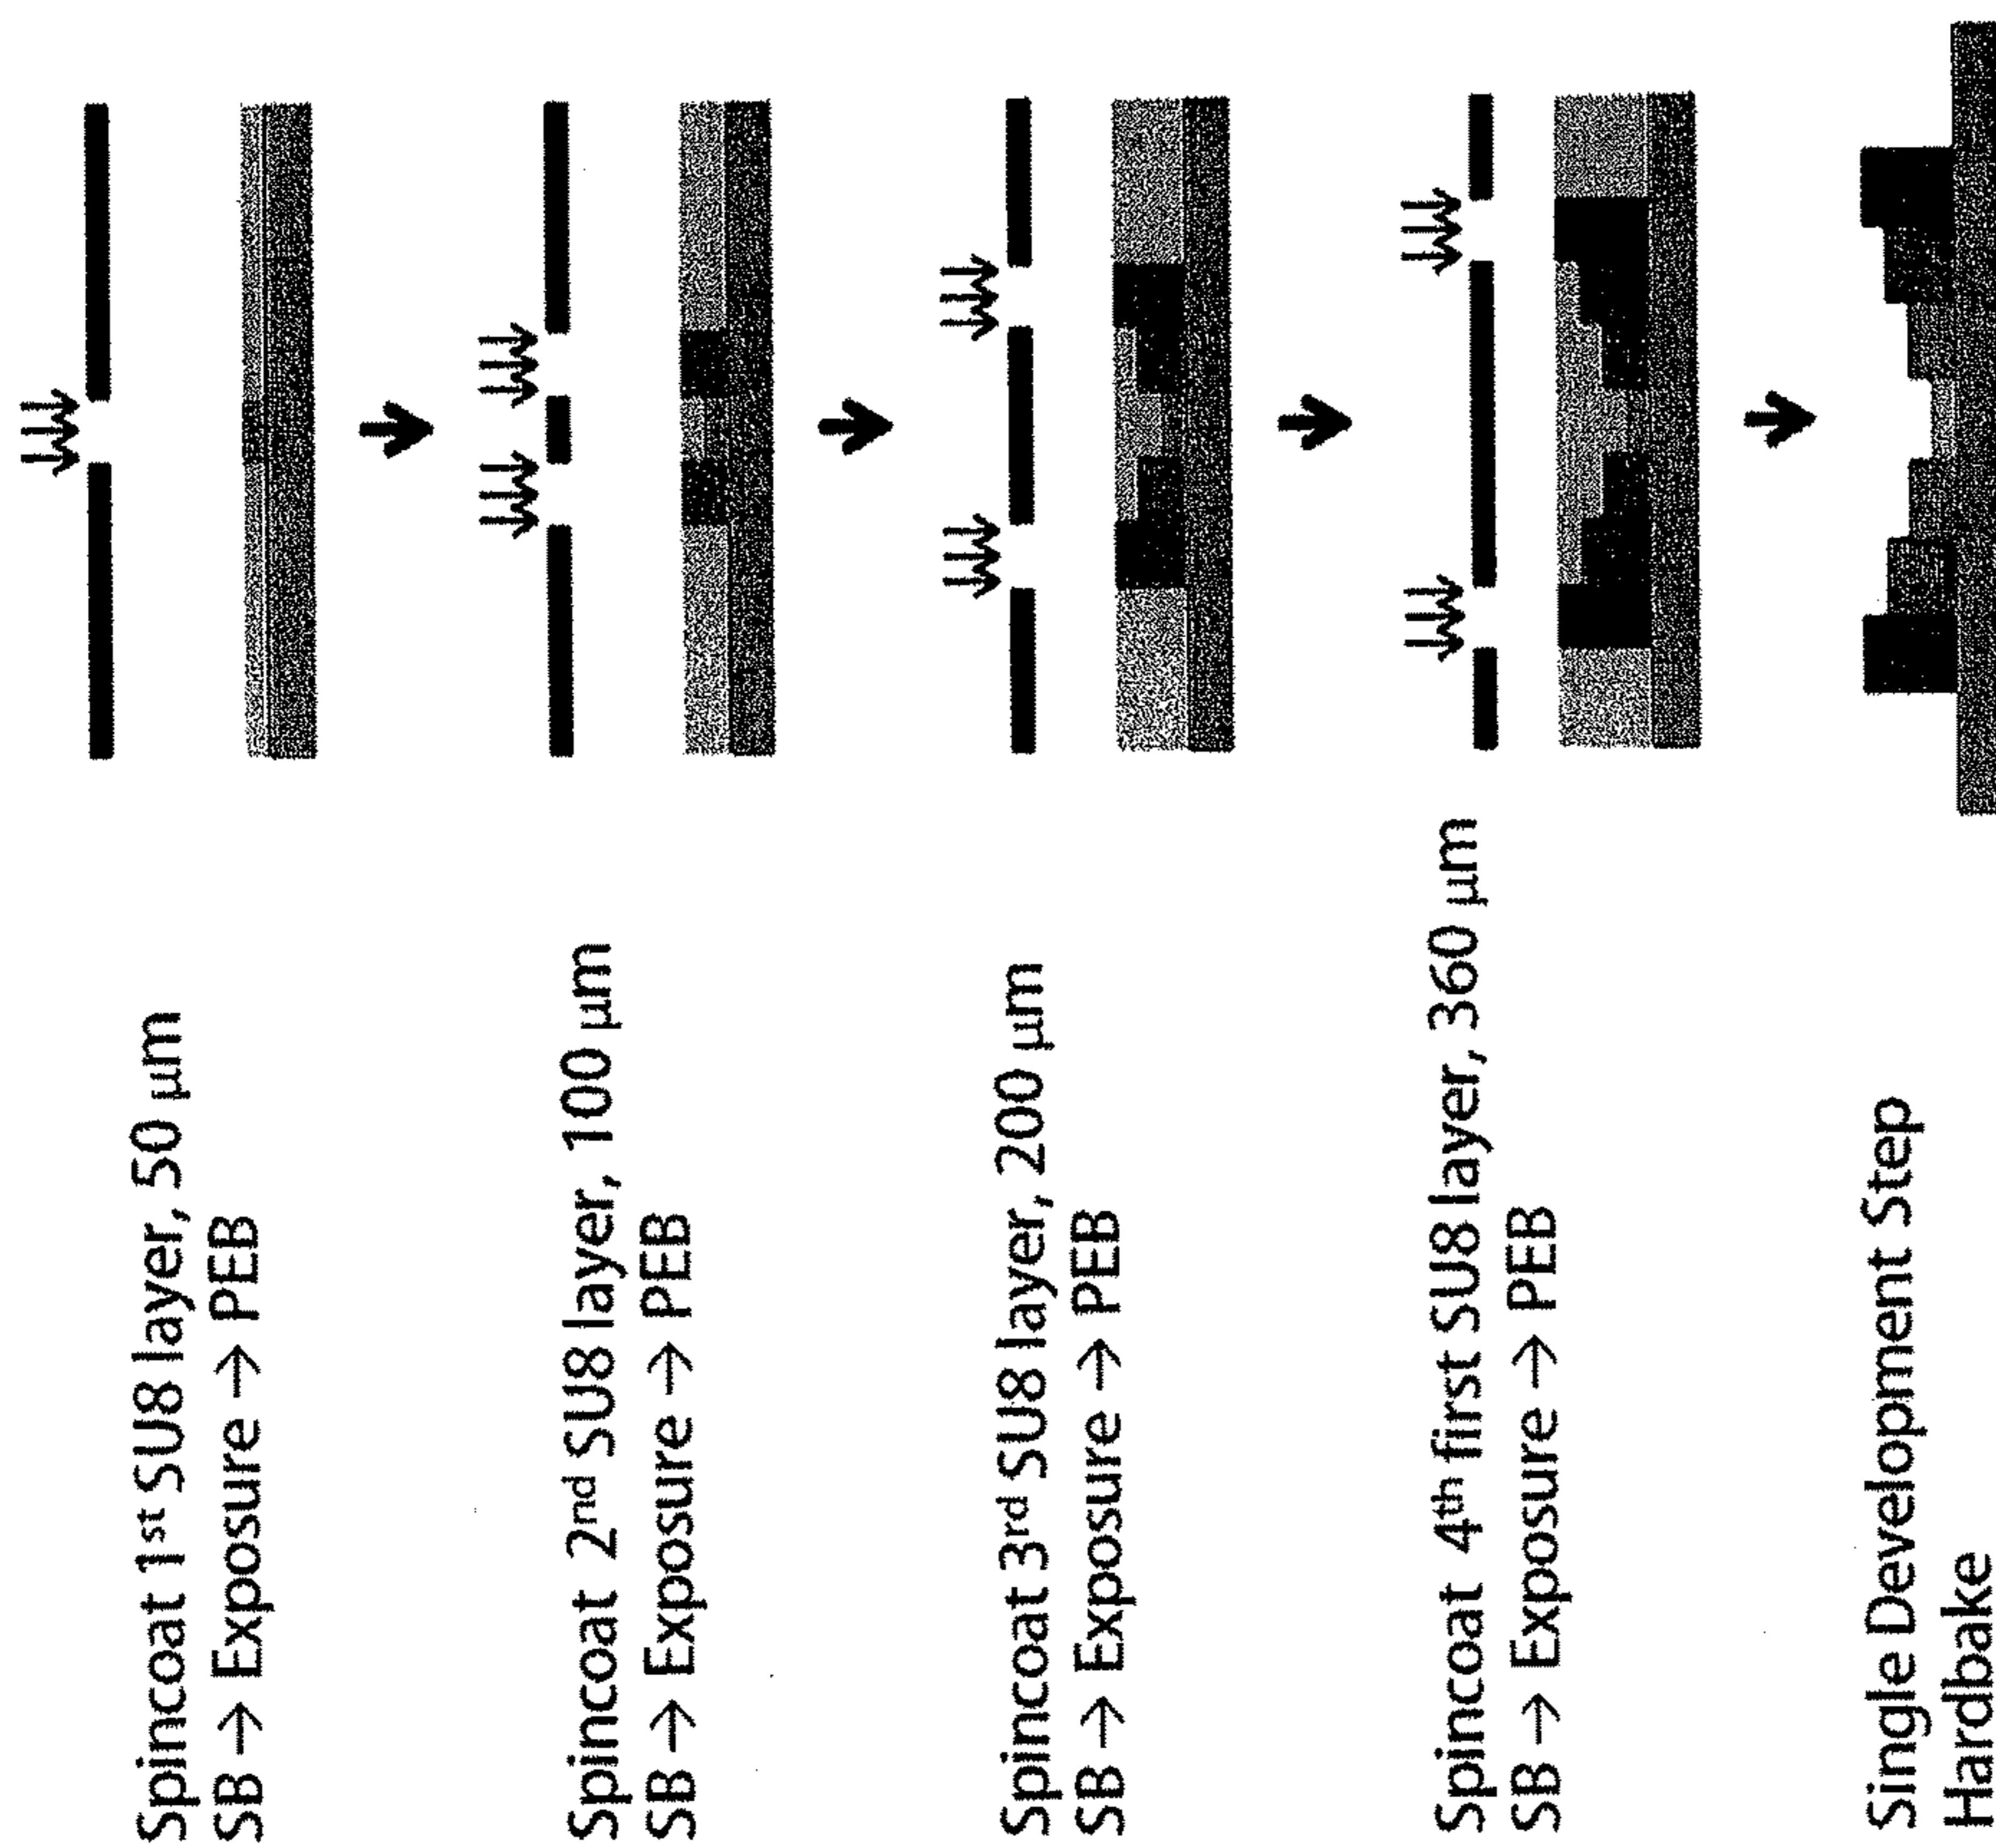 Spincoat 1st SU8 layer, 50 μm
SB → Exposure → PEB
Spincoat 2nd SU8 layer, 100 μm
SB → Exposure → PEB
Spincoat 3rd SU8 layer, 200 μm
SB → Exposure → PEB
Spincoat 4th first SU8 layer, 360 μm
SB → Exposure → PEB
Single Development Step
Hardbake